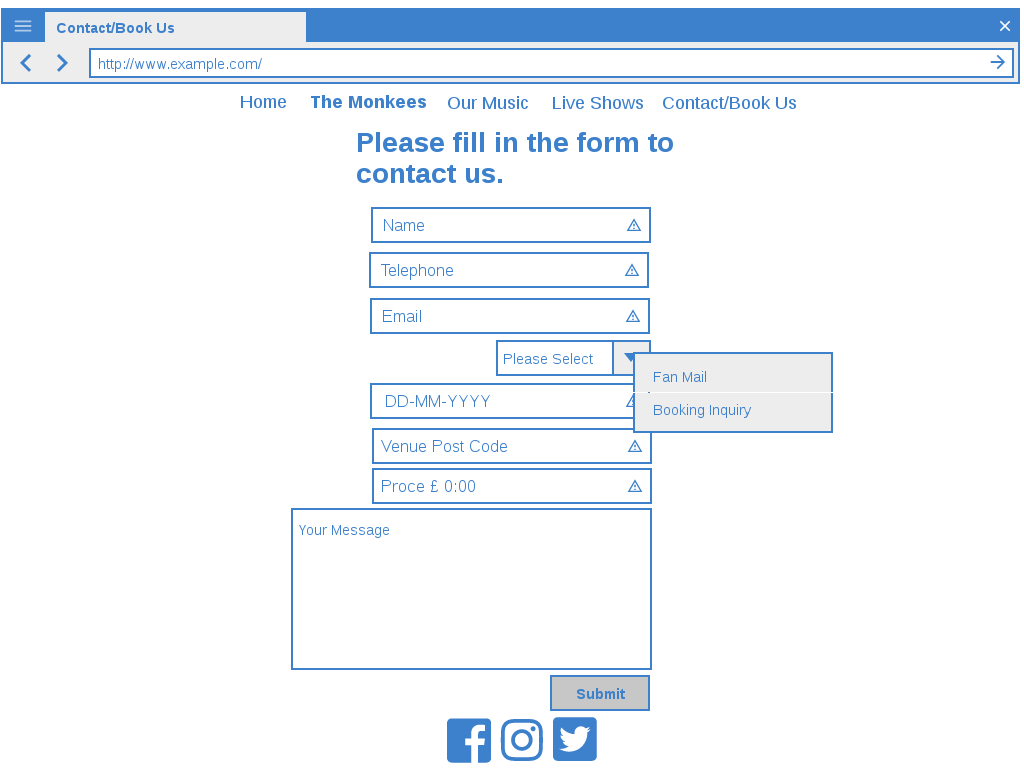 Contact/Book Us
http://www.example.com/
Home The Monkees Our Music Live Shows Contact/Book Us
Please fill in the form to
contact us.
Name
Telephone
Email
Please Select
Fan Mail
DD-MM-YYYY
Booking Inquiry
Venue Post Code
Proce £ 0:00
Your Message
Submit